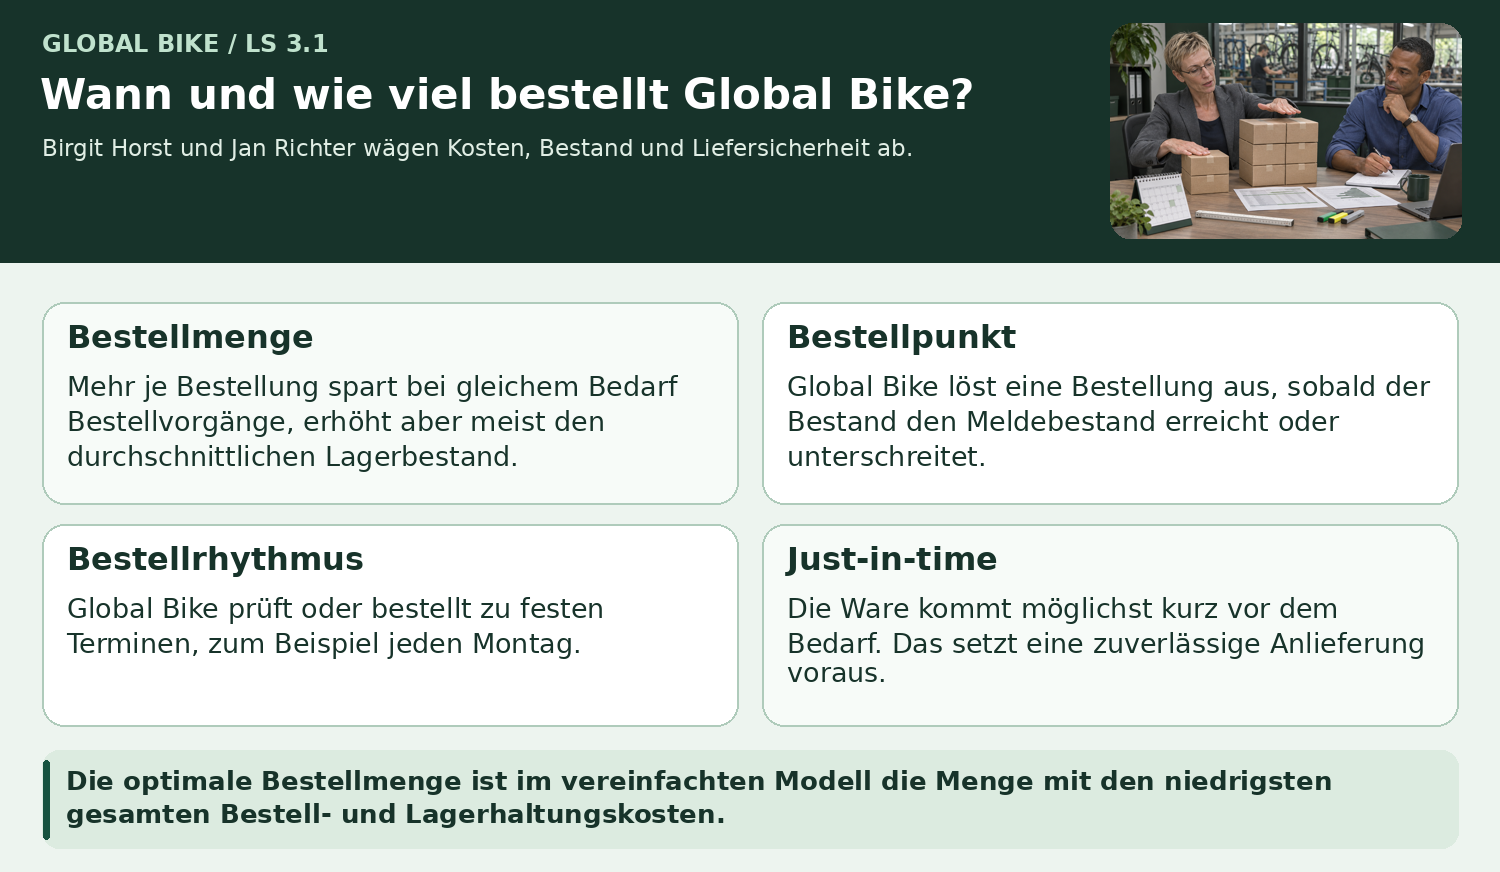 GLOBAL BIKE / LS 3.1
Wann und wie viel bestellt Global Bike?
Birgit Horst und Jan Richter wägen Kosten, Bestand und Liefersicherheit ab.
Bestellmenge
Mehr je Bestellung spart bei gleichem Bedarf
Bestellvorgänge, erhöht aber meist den
durchschnittlichen Lagerbestand.
Bestellpunkt
Global Bike löst eine Bestellung aus, sobald der
Bestand den Meldebestand erreicht oder
unterschreitet.
Bestellrhythmus
Global Bike prüft oder bestellt zu festen
Terminen, zum Beispiel jeden Montag.
Just-in-time
Die Ware kommt möglichst kurz vor dem
Bedarf. Das setzt eine zuverlässige Anlieferung
voraus.
Die optimale Bestellmenge ist im vereinfachten Modell die Menge mit den niedrigsten
gesamten Bestell- und Lagerhaltungskosten.